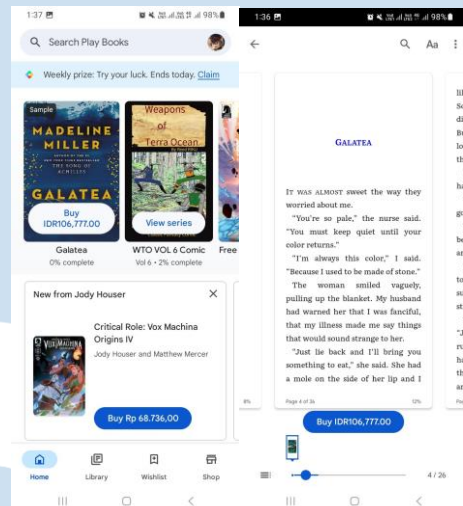 1:37
98%
Search Play Books
Weekly prize: Try your luck. Ends today. Claim
Sample
MADELINE
MILLER
THE SONG OF
ACHILLES
GALATEA
Buy
IDR106,777.00
Galatea
0% complete
Weapons
of
Terra Ocean
View series
WTO VOL 6 Comic
Vol 6 • 2% complete
Free
New from Jody Houser
Critical Role: Vox Machina
Origins IV
Jody Houser and Matthew Mercer
VOX MACHINA
Buy Rp 68.736,00
Home
Library
Wishlist
Shop
1:36
98%
Aa
GALATEA
IT WAS ALMOST sweet the way they
worried about me.
"You're so pale," the nurse said.
"You must keep quiet until your
color returns."
"I'm always this color," I said.
"Because I used to be made of stone."
The woman smiled vaguely,
pulling up the blanket. My husband
had warned her that I was fanciful,
that my illness made me say things
that would sound strange to her.
"Just lie back and I'll bring you
something to eat," she said. She had
a mole on the side of her lip and I
8%
Page 4 of 26
12%
Buy IDR106,777.00
4 / 26